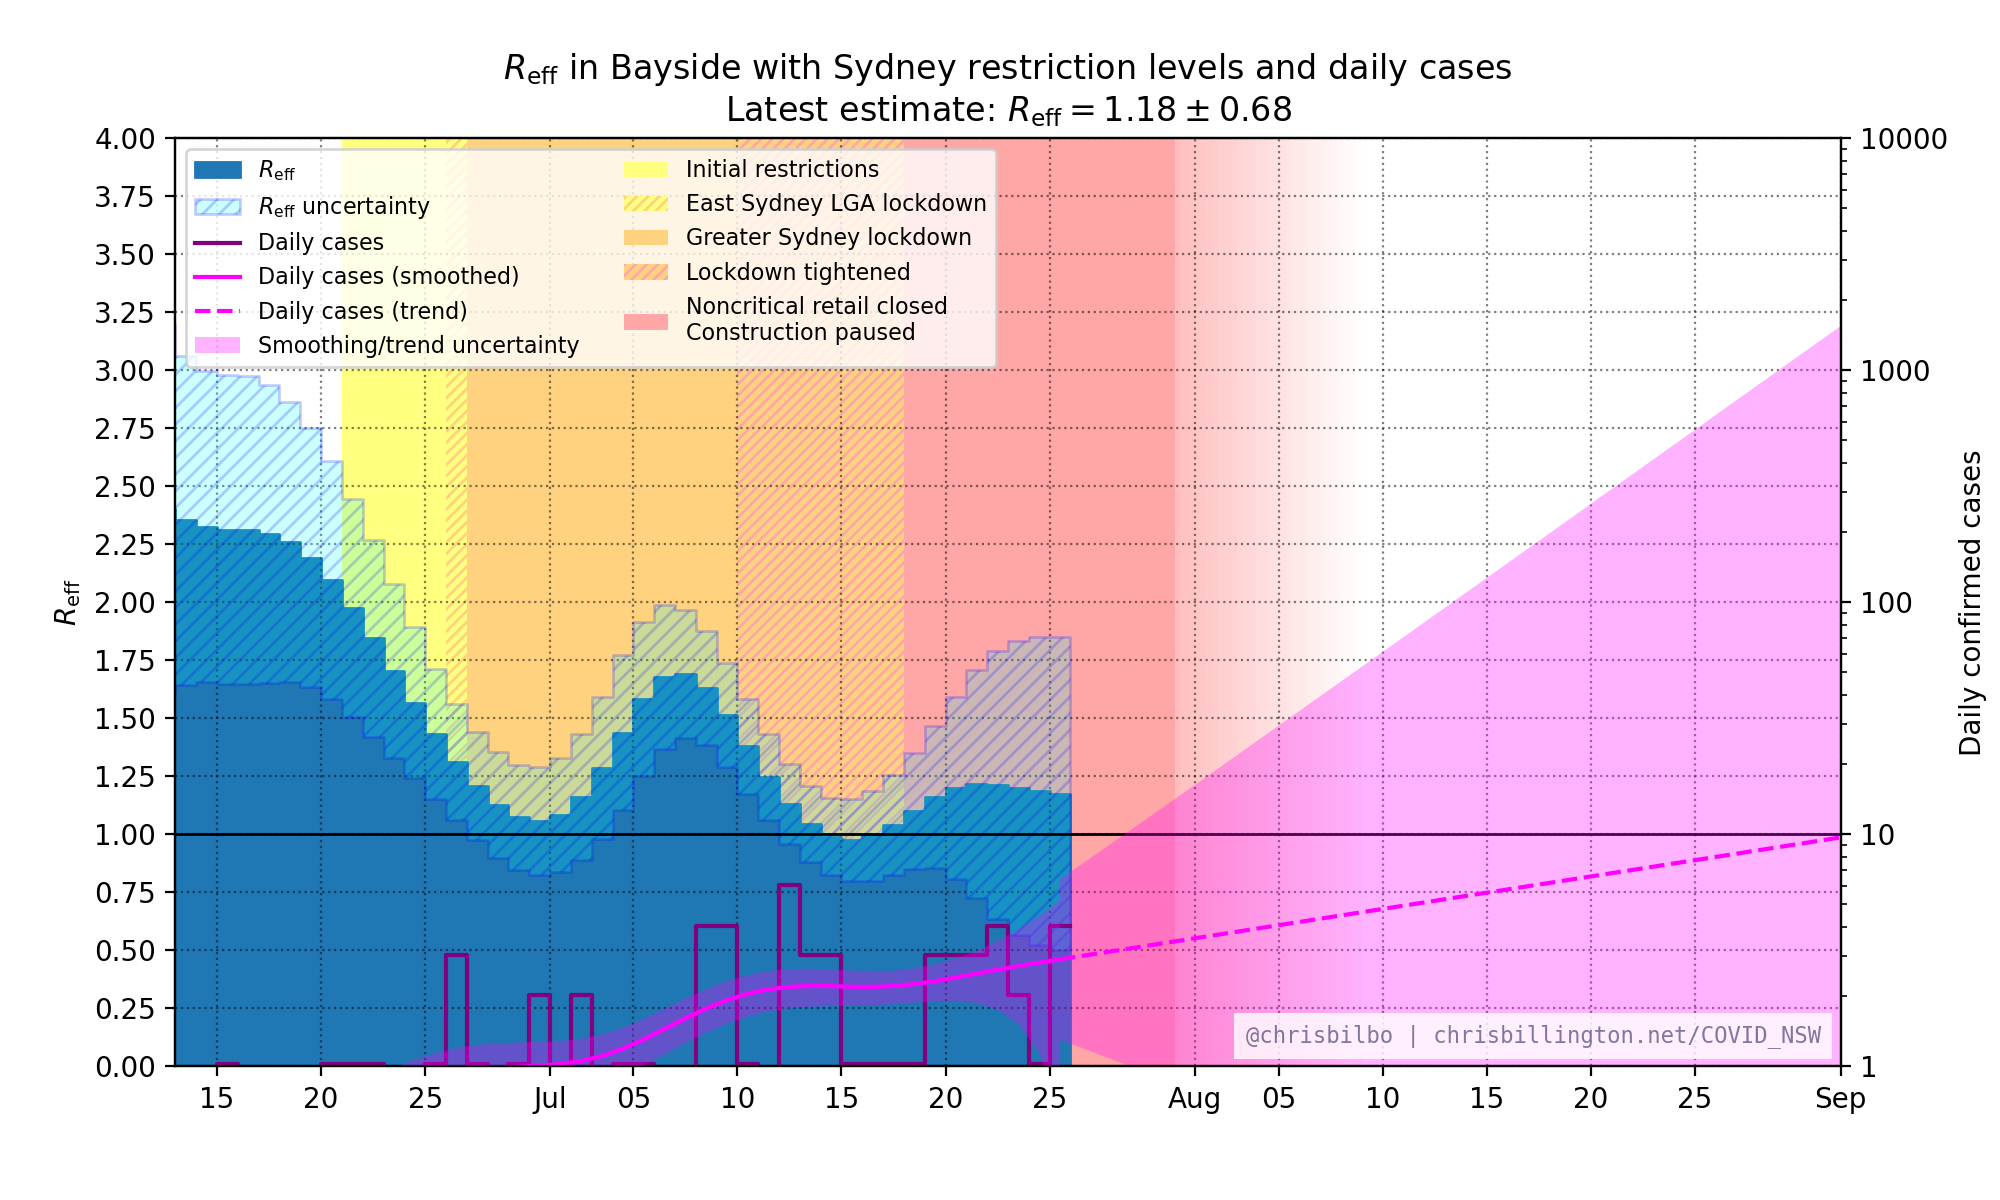 Reff in Bayside with Sydney restriction levels and daily cases
Latest estimate: Reff = 1.18 ± 0.68
Reff
Reff uncertainty
Daily cases
Daily cases (smoothed)
Daily cases (trend)
Smoothing/trend uncertainty
Initial restrictions
East Sydney LGA lockdown
Greater Sydney lockdown
Lockdown tightened
Noncritical retail closed
Construction paused
4.00
3.75
3.50
3.25
3.00
2.75
2.50
2.25
2.00
1.75
1.50
1.25
1.00
0.75
0.50
0.25
0.00
Reff
10000
1000
100
10
1
Daily confirmed cases
@chrisbilbo | chrisbillington.net/COVID_NSW
15 20 25 Jul 05 10 15 20 25 Aug 05 10 15 20 25 Sep